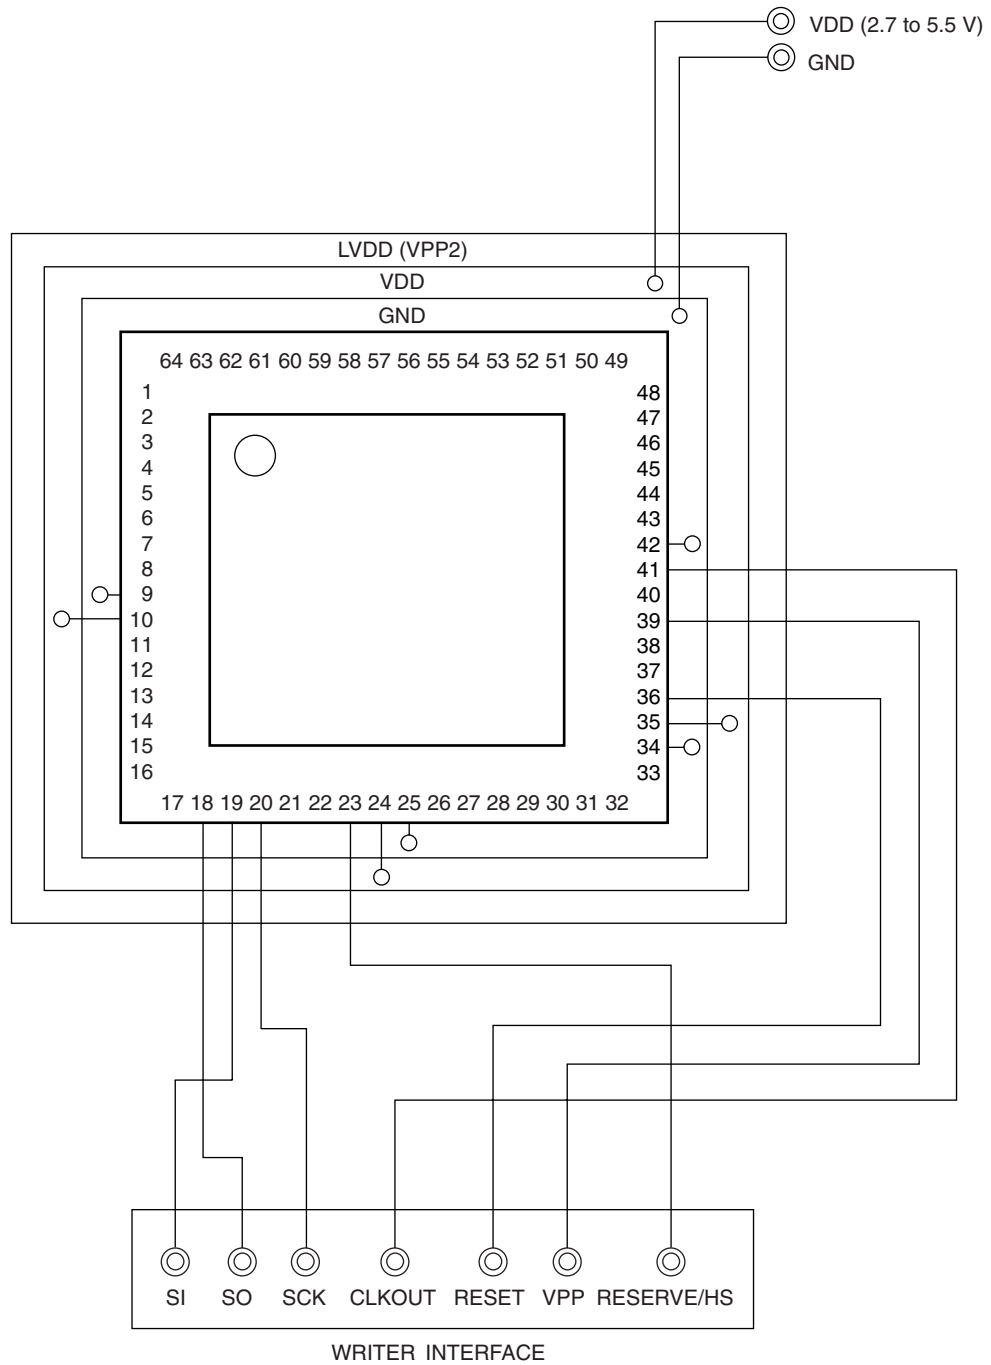 VDD (2.7 to 5.5 V)
GND
LVDD (VPP2)
VDD
GND
64 63 62 61 60 59 58 57 56 55 54 53 52 51 50 49
1 48
2 47
3 46
4 45
5 44
6 43
7 42
8 41
9 40
10 39
11 38
12 37
13 36
14 35
15 34
16 33
17 18 19 20 21 22 23 24 25 26 27 28 29 30 31 32
SI SO SCK CLKOUT RESET VPP RESERVE/HS
WRITER INTERFACE